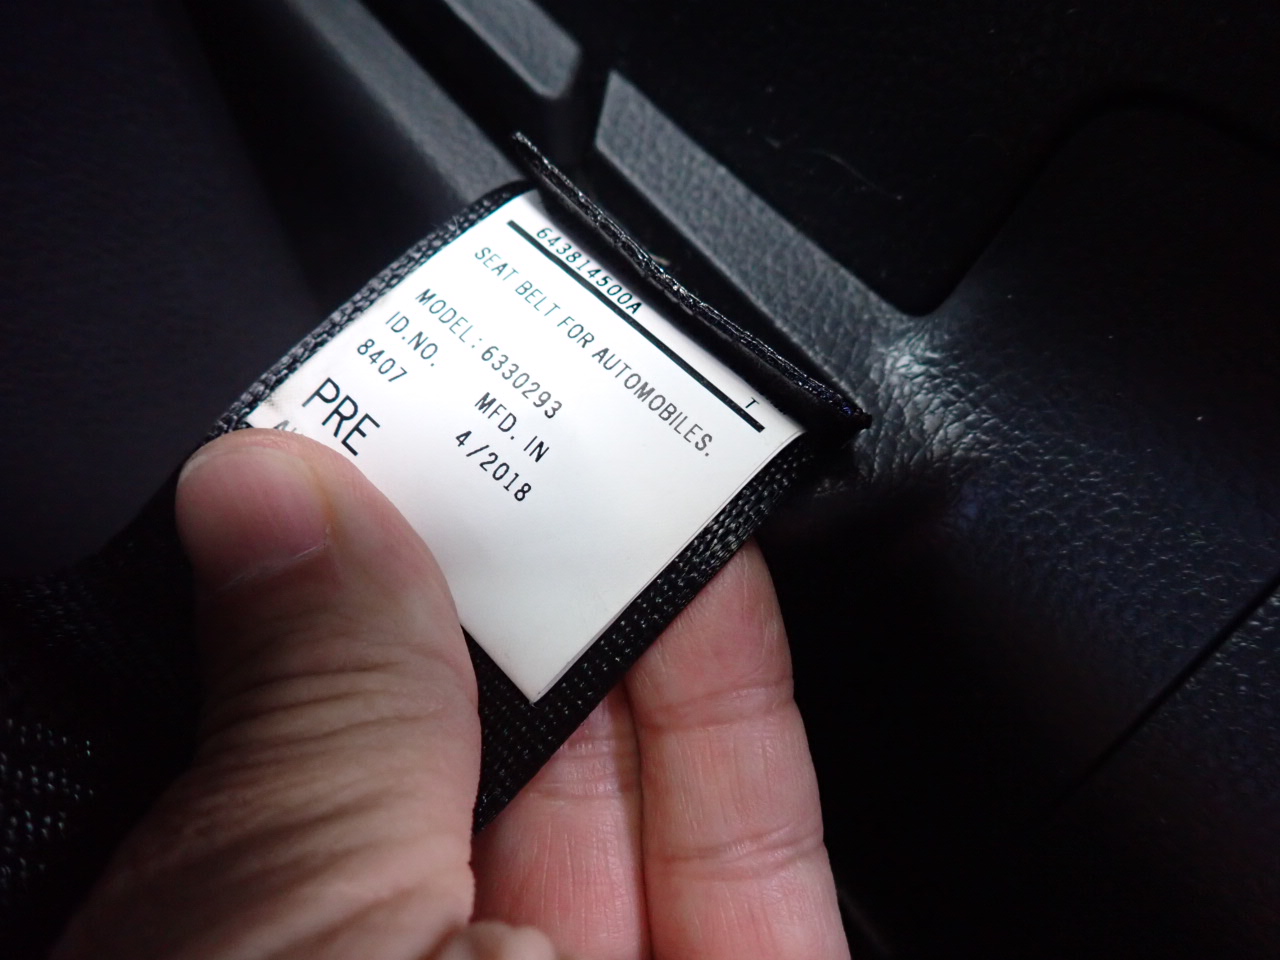 643814500A T
SEAT BELT FOR AUTOMOBILES.
MODEL: 6330293
ID.NO. MFD. IN
8407 4/2018
PRE